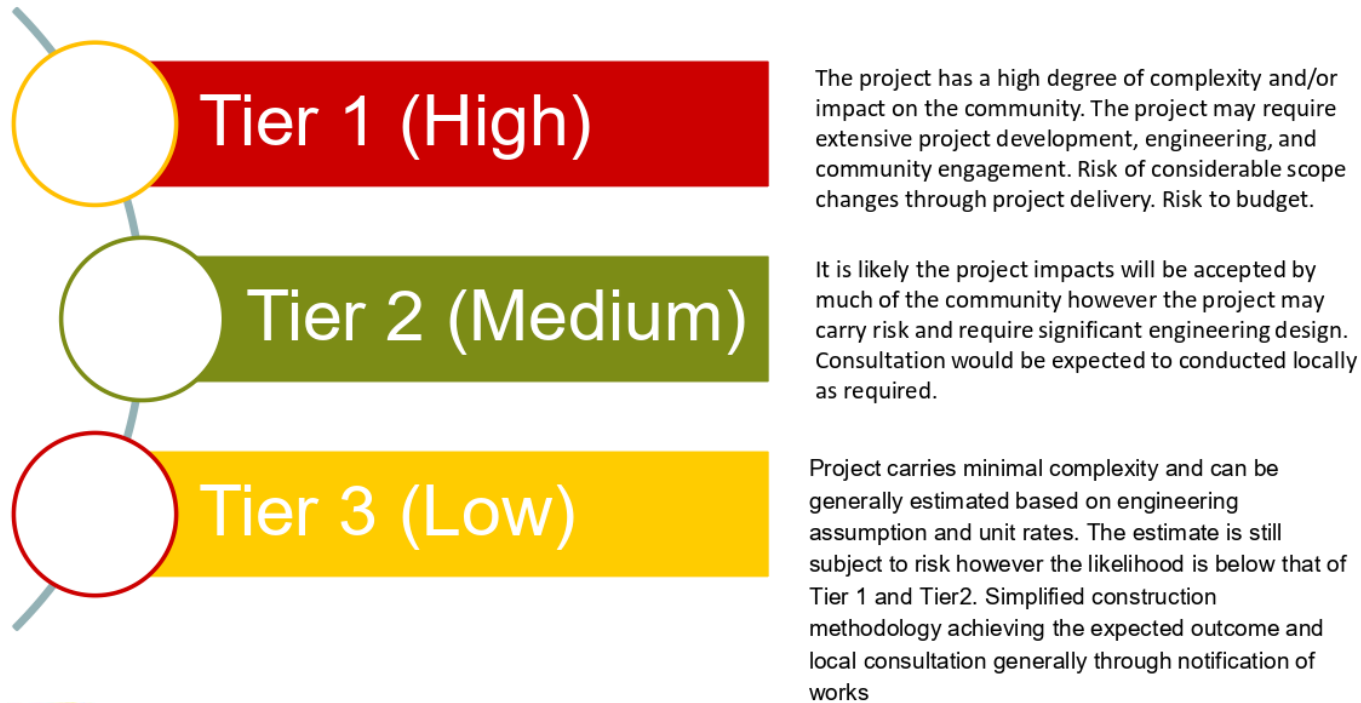 Tier 1 (High)
The project has a high degree of complexity and/or
impact on the community. The project may require
extensive project development, engineering, and
community engagement. Risk of considerable scope
changes through project delivery. Risk to budget.
Tier 2 (Medium)
It is likely the project impacts will be accepted by
much of the community however the project may
carry risk and require significant engineering design.
Consultation would be expected to conducted locally
as required.
Tier 3 (Low)
Project carries minimal complexity and can be
generally estimated based on engineering
assumption and unit rates. The estimate is still
subject to risk however the likelihood is below that of
Tier 1 and Tier2. Simplified construction
methodology achieving the expected outcome and
local consultation generally through notification of
works